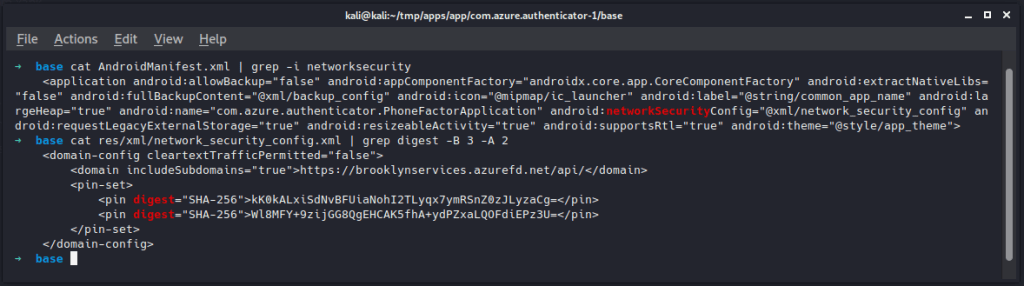 kali@kali:~/tmp/apps/app/com.azure.authenticator-1/base
File Actions Edit View Help
→ base cat AndroidManifest.xml | grep -i networksecurity
<application android:allowBackup="false" android:appComponentFactory="androidx.core.app.CoreComponentFactory" android:extractNativeLibs=
"false" android:fullBackupContent="@xml/backup_config" android:icon="@mipmap/ic_launcher" android:label="@string/common_app_name" android:la
rgeHeap="true" android:name="com.azure.authenticator.PhoneFactorApplication" android:networkSecurityConfig="@xml/network_security_config" an
droid:requestLegacyExternalStorage="true" android:resizeableActivity="true" android:supportsRtl="true" android:theme="@style/app_theme">
→ base cat res/xml/network_security_config.xml | grep digest -B 3 -A 2
<domain-config cleartextTrafficPermitted="false">
<domain includeSubdomains="true">https://brooklynservices.azurefd.net/api/</domain>
<pin-set>
<pin digest="SHA-256">kK0kALxiSdNvBFUiaNohI2TLyqx7ymRSnZ0zJLyzaCg=</pin>
<pin digest="SHA-256">Wl8MFY+9zijGG8QgEHCAK5fhA+ydPZxaLQOFdiEPz3U=</pin>
</pin-set>
</domain-config>
→ base